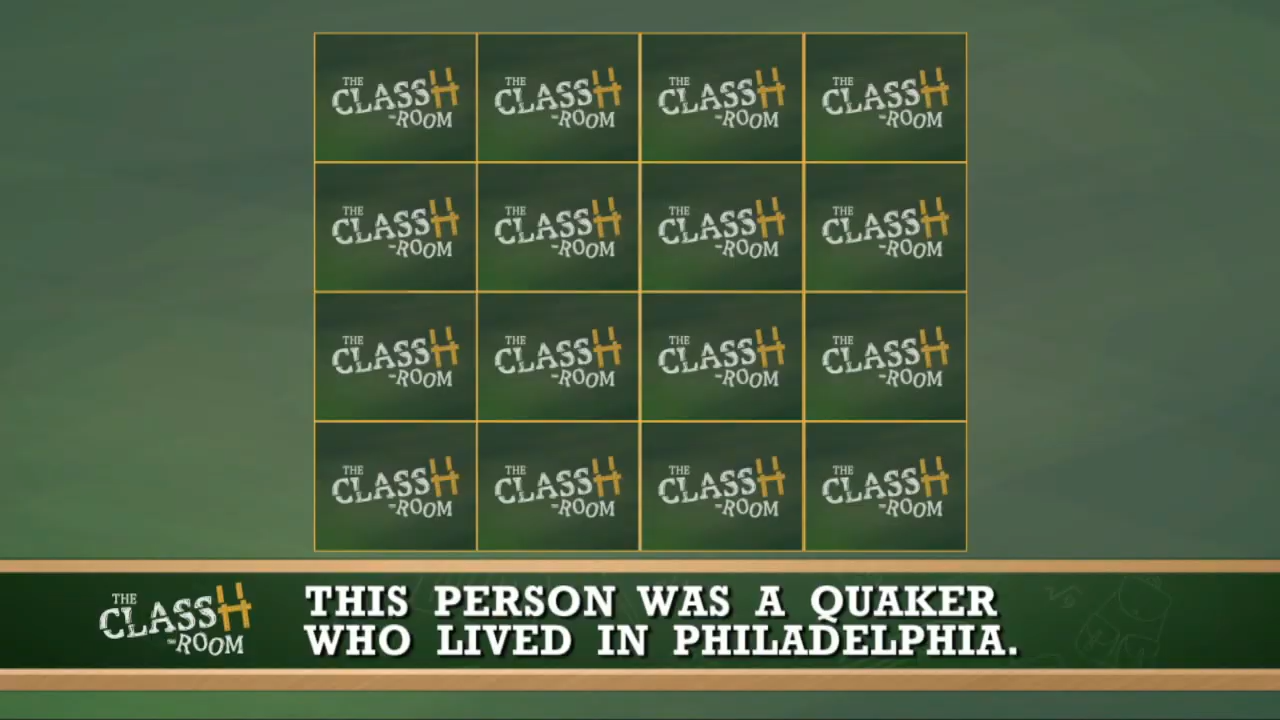 THE CLASSH -ROOM THE CLASSH -ROOM THE CLASSH -ROOM THE CLASSH -ROOM
THE CLASSH -ROOM THE CLASSH -ROOM THE CLASSH -ROOM THE CLASSH -ROOM
THE CLASSH -ROOM THE CLASSH -ROOM THE CLASSH -ROOM THE CLASSH -ROOM
THE CLASSH -ROOM THE CLASSH -ROOM THE CLASSH -ROOM THE CLASSH -ROOM
THE
CLASSH
-ROOM
THIS PERSON WAS A QUAKER
WHO LIVED IN PHILADELPHIA.